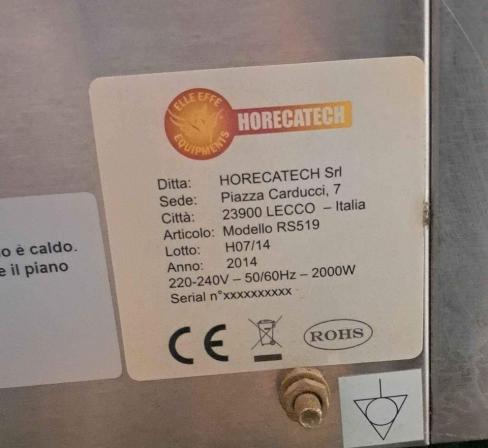 ELLE EFFE
EQUIPMENTS
HORECATECH
Ditta: HORECATECH Srl
Sede: Piazza Carducci, 7
Città: 23900 LECCO – Italia
Articolo: Modello RS519
Lotto: H07/14
Anno: 2014
220-240V – 50/60Hz – 2000W
Serial n°xxxxxxxxxx
CE
ROHS
è caldo.
il piano